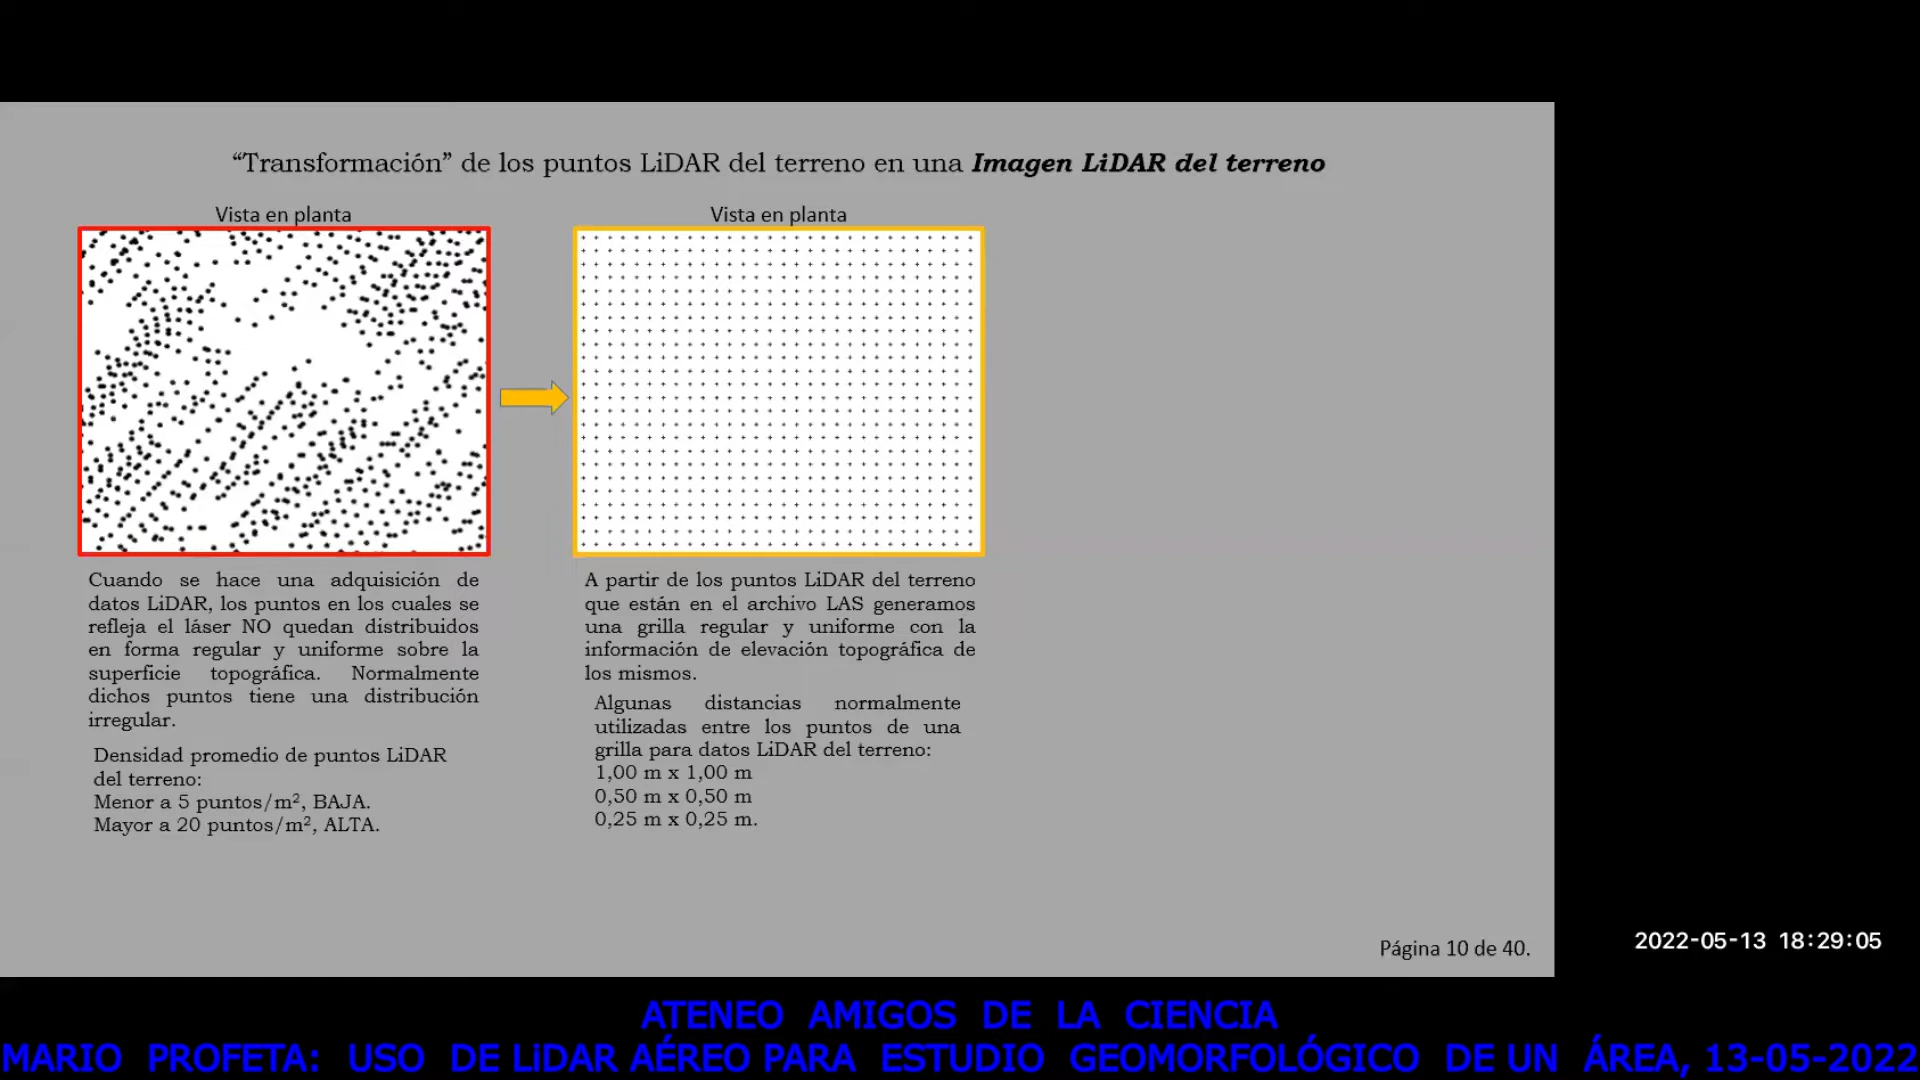 “Transformación” de los puntos LiDAR del terreno en una Imagen LiDAR del terreno
Vista en planta
Cuando se hace una adquisición de
datos LiDAR, los puntos en los cuales se
refleja el láser NO quedan distribuidos
en forma regular y uniforme sobre la
superficie topográfica. Normalmente
dichos puntos tiene una distribución
irregular.
Densidad promedio de puntos LiDAR
del terreno:
Menor a 5 puntos/m², BAJA.
Mayor a 20 puntos/m², ALTA.
Vista en planta
A partir de los puntos LiDAR del terreno
que están en el archivo LAS generamos
una grilla regular y uniforme con la
información de elevación topográfica de
los mismos.
Algunas distancias normalmente
utilizadas entre los puntos de una
grilla para datos LiDAR del terreno:
1,00 m x 1,00 m
0,50 m x 0,50 m
0,25 m x 0,25 m.
Página 10 de 40.
2022-05-13 18:29:05
ATENEO AMIGOS DE LA CIENCIA
MARIO PROFETA: USO DE LiDAR AÉREO PARA ESTUDIO GEOMORFOLÓGICO DE UN ÁREA, 13-05-2022